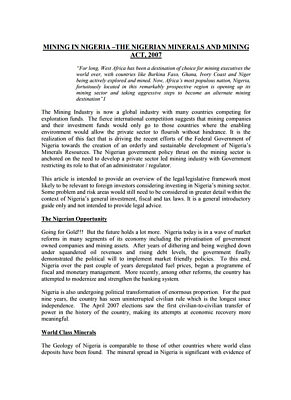 MINING IN NIGERIA –THE NIGERIAN MINERALS AND MINING
ACT, 2007
"For long, West Africa has been a destination of choice for mining executives the
world over, with countries like Burkina Faso, Ghana, Ivory Coast and Niger
being actively explored and mined. Now, Africa's most populous nation, Nigeria,
fortuitously located in this remarkably prospective region is opening up its
mining sector and taking aggressive steps to become an alternate mining
destination"1
The Mining Industry is now a global industry with many countries competing for
exploration funds. The fierce international competition suggests that mining companies
and their investment funds would only go to those countries where the enabling
environment would allow the private sector to flourish without hindrance. It is the
realization of this fact that is driving the recent efforts of the Federal Government of
Nigeria towards the creation of an orderly and sustainable development of Nigeria's
Minerals Resources. The Nigerian government policy thrust on the mining sector is
anchored on the need to develop a private sector led mining industry with Government
restricting its role to that of an administrator / regulator.
This article is intended to provide an overview of the legal/legislative framework most
likely to be relevant to foreign investors considering investing in Nigeria's mining sector.
Some problem and risk areas would still need to be considered in greater detail within the
context of Nigeria's general investment, fiscal and tax laws. It is a general introductory
guide only and not intended to provide legal advice.
The Nigerian Opportunity
Going for Gold!!! But the future holds a lot more. Nigeria today is in a wave of market
reforms in many segments of its economy including the privatisation of government
owned companies and mining assets. After years of dithering and being weighed down
under squandered oil revenues and rising debt levels, the government finally
demonstrated the political will to implement market friendly policies. To this end,
Nigeria over the past couple of years deregulated fuel prices, began a programme of
fiscal and monetary management. More recently, among other reforms, the country has
attempted to modernize and strengthen the banking system.
Nigeria is also undergoing political transformation of enormous proportion. For the past
nine years, the country has seen uninterrupted civilian rule which is the longest since
independence. The April 2007 elections saw the first civilian-to-civilian transfer of
power in the history of the country, making its attempts at economic recovery more
meaningful.
World Class Minerals
The Geology of Nigeria is comparable to those of other countries where world class
deposits have been found. The mineral spread in Nigeria is significant with evidence of